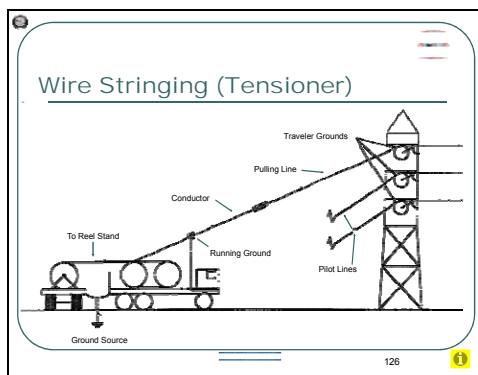 Wire Stringing (Tensioner)
Traveler Grounds
Pulling Line
Conductor
To Reel Stand
Running Ground
Pilot Lines
Ground Source
126